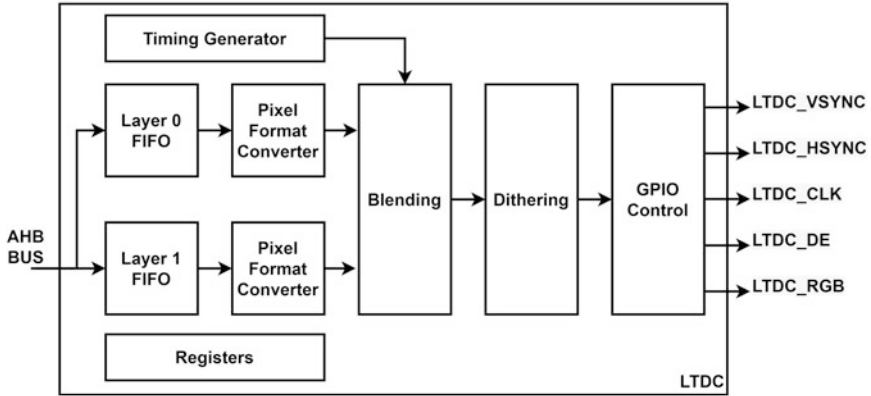 Timing Generator
Layer 0
FIFO
Pixel
Format
Converter
Blending
Dithering
GPIO
Control
LTDC_VSYNC
LTDC_HSYNC
LTDC_CLK
LTDC_DE
LTDC_RGB
AHB
BUS
Layer 1
FIFO
Pixel
Format
Converter
Registers
LTDC